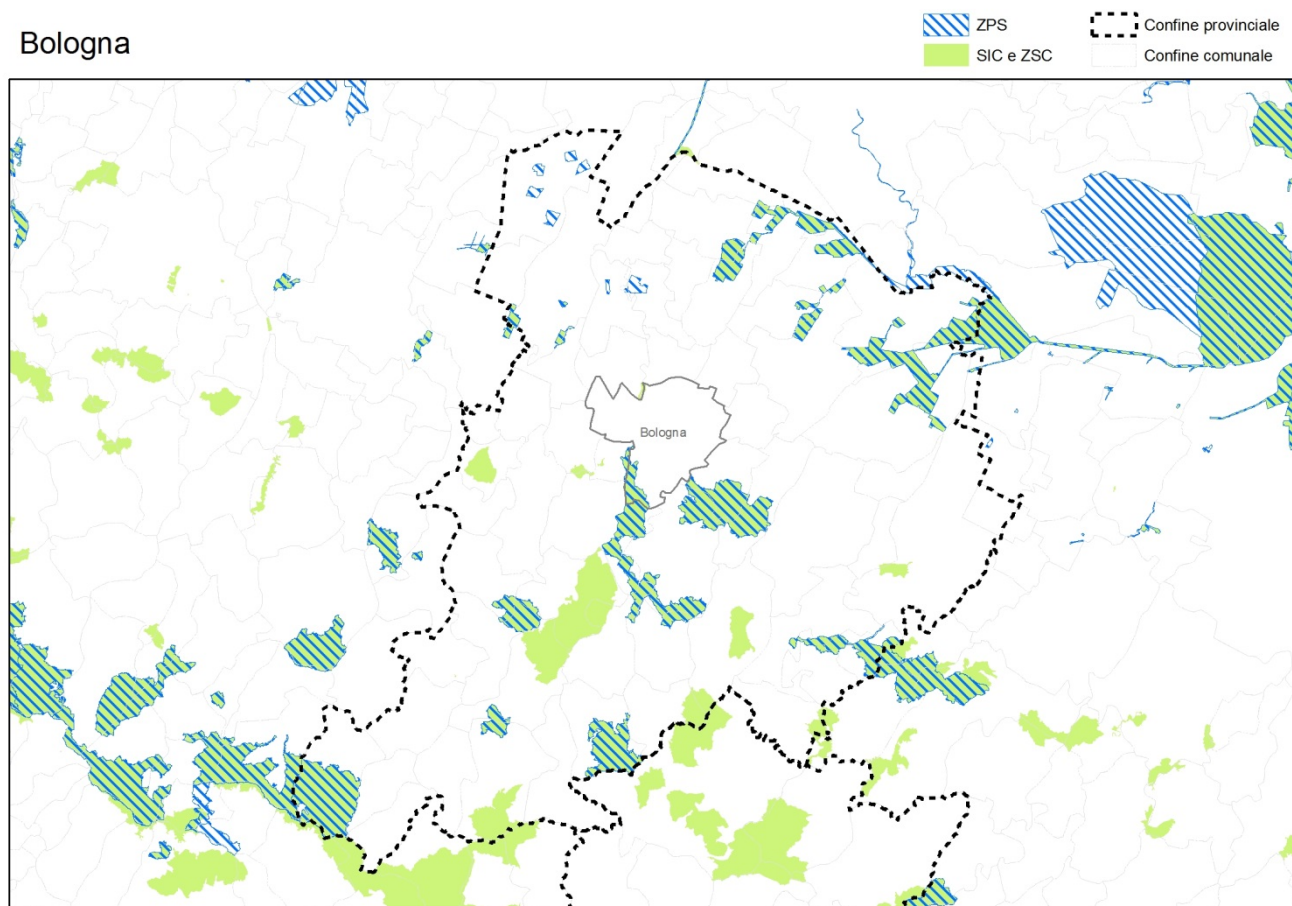 Bologna
ZPS
SIC e ZSC
Confine provinciale
Confine comunale
Bologna